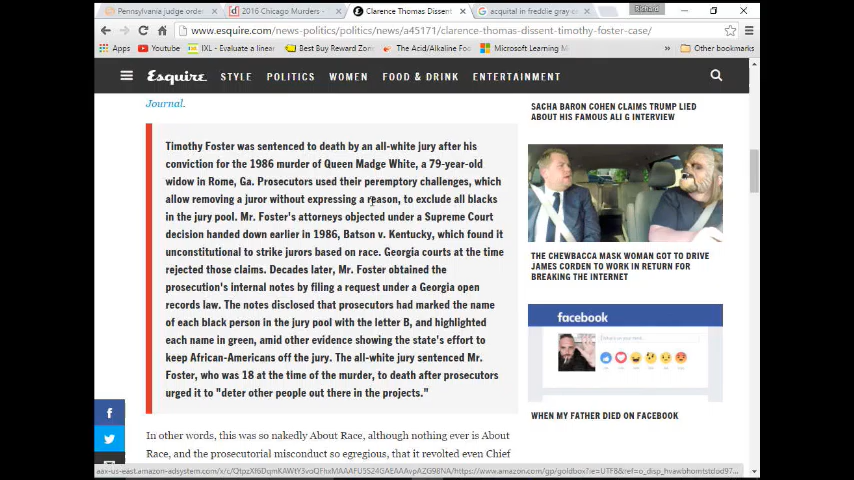 Pennsylvania judge order
2016 Chicago Murders -
Clarence Thomas Dissent
acquital in freddie gray c
Richard
www.esquire.com/news-politics/politics/news/a45171/clarence-thomas-dissent-timothy-foster-case/
Apps
Youtube
IXL - Evaluate a linear
Best Buy Reward Zon
The Acid/Alkaline Foo
Microsoft Learning M
»
Other bookmarks
Esquire STYLE POLITICS WOMEN FOOD & DRINK ENTERTAINMENT
Journal.
Timothy Foster was sentenced to death by an all-white jury after his
conviction for the 1986 murder of Queen Madge White, a 79-year-old
widow in Rome, Ga. Prosecutors used their peremptory challenges, which
allow removing a juror without expressing a reason, to exclude all blacks
in the jury pool. Mr. Foster's attorneys objected under a Supreme Court
decision handed down earlier in 1986, Batson v. Kentucky, which found it
unconstitutional to strike jurors based on race. Georgia courts at the time
rejected those claims. Decades later, Mr. Foster obtained the
prosecution's internal notes by filing a request under a Georgia open
records law. The notes disclosed that prosecutors had marked the name
of each black person in the jury pool with the letter B, and highlighted
each name in green, amid other evidence showing the state's effort to
keep African-Americans off the jury. The all-white jury sentenced Mr.
Foster, who was 18 at the time of the murder, to death after prosecutors
urged it to "deter other people out there in the projects."
In other words, this was so nakedly About Race, although nothing ever is About
Race, and the prosecutorial misconduct so egregious, that it revolted even Chief
SACHA BARON COHEN CLAIMS TRUMP LIED
ABOUT HIS FAMOUS ALI G INTERVIEW
THE CHEWBACCA MASK WOMAN GOT TO DRIVE
JAMES CORDEN TO WORK IN RETURN FOR
BREAKING THE INTERNET
facebook
WHEN MY FATHER DIED ON FACEBOOK